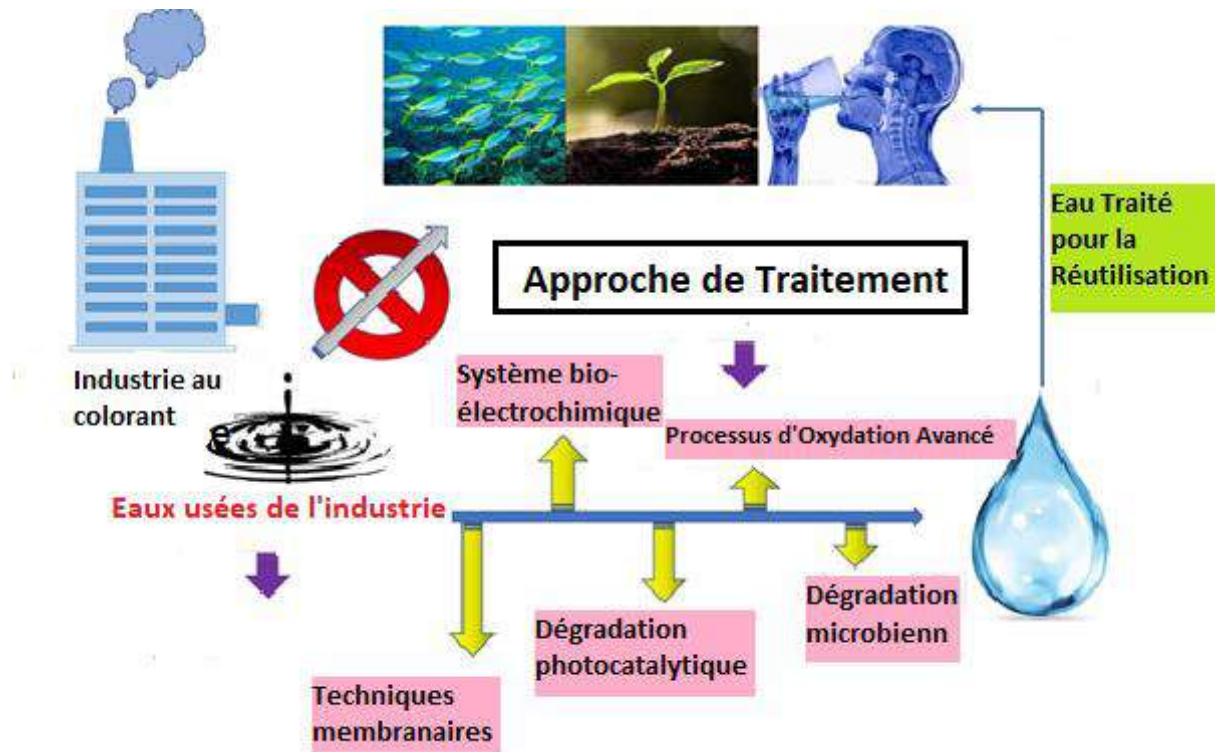 Eau Traité
pour la
Réutilisation
Approche de Traitement
Industrie au
colorant
e
Système bio-
électrochimique
Processus d'Oxydation Avancé
Eaux usées de l'industrie
Dégradation
microbienn
Dégradation
photocatalytique
Techniques
membranaires